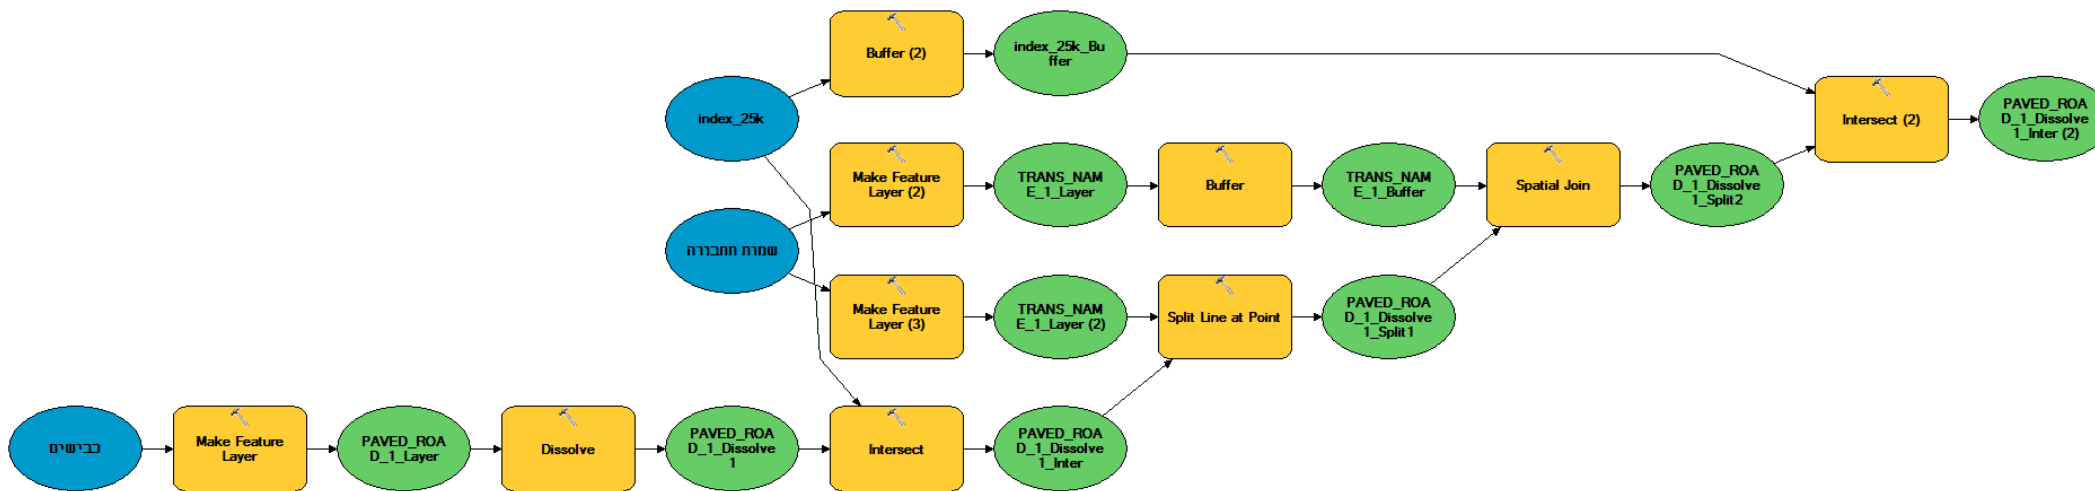 Buffer (2)
index_25k_Bu
ffer
index_25k
Intersect (2)
PAVED_ROA
D_1_Dissolve
1_Inter (2)
Make Feature
Layer (2)
TRANS_NAM
E_1_Layer
Buffer
TRANS_NAM
E_1_Buffer
Spatial Join
PAVED_ROA
D_1_Dissolve
1_Split2
שמות תחבורה
Make Feature
Layer (3)
TRANS_NAM
E_1_Layer (2)
Split Line at Point
PAVED_ROA
D_1_Dissolve
1_Split1
כבישים
Make Feature
Layer
PAVED_ROA
D_1_Layer
Dissolve
PAVED_ROA
D_1_Dissolve
1
Intersect
PAVED_ROA
D_1_Dissolve
1_Inter